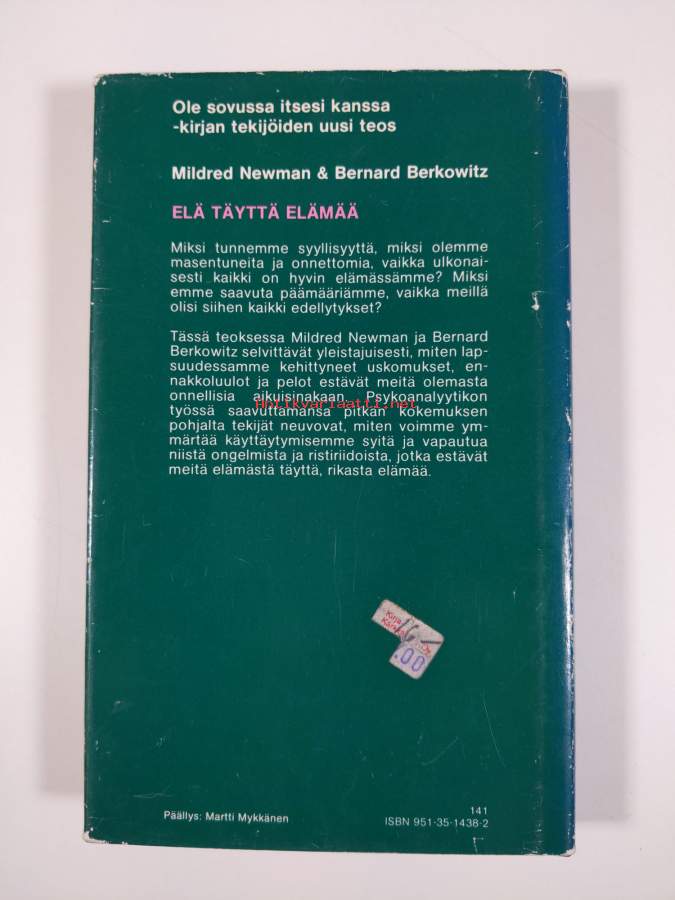 Ole sovussa itsesi kanssa
-kirjan tekijöiden uusi teos
Mildred Newman & Bernard Berkowitz
ELÄ TÄYTTÄ ELÄMÄÄ
Miksi tunnemme syyllisyyttä, miksi olemme
masentuneita ja onnettomia, vaikka ulkonai-
sesti kaikki on hyvin elämässämme? Miksi
emme saavuta päämääriämme, vaikka meillä
olisi siihen kaikki edellytykset?
Tässä teoksessa Mildred Newman ja Bernard
Berkowitz selvittävät yleistajuisesti, miten lap-
suudessamme kehittyneet uskomukset, en-
nakkoluulot ja pelot estävät meitä olemasta
onnellisia aikuisinakaan. Psykoanalyytikon
Antikvariaatti.net
työssä saavuttamansa pitkän kokemuksen
pohjalta tekijät neuvovat, miten voimme ym-
märtää käyttäytymisemme syitä ja vapautua
niistä ongelmista ja ristiriidoista, jotka estävät
meitä elämästä täyttä, rikasta elämää.
Kirja
.00
141
Päällys: Martti Mykkänen
ISBN 951-35-1438-2